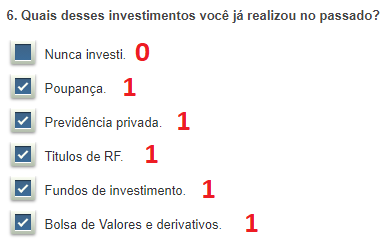 6. Quais desses investimentos você já realizou no passado?
Nunca investi. 0
Poupança. 1
Previdência privada. 1
Titulos de RF. 1
Fundos de investimento. 1
Bolsa de Valores e derivativos. 1